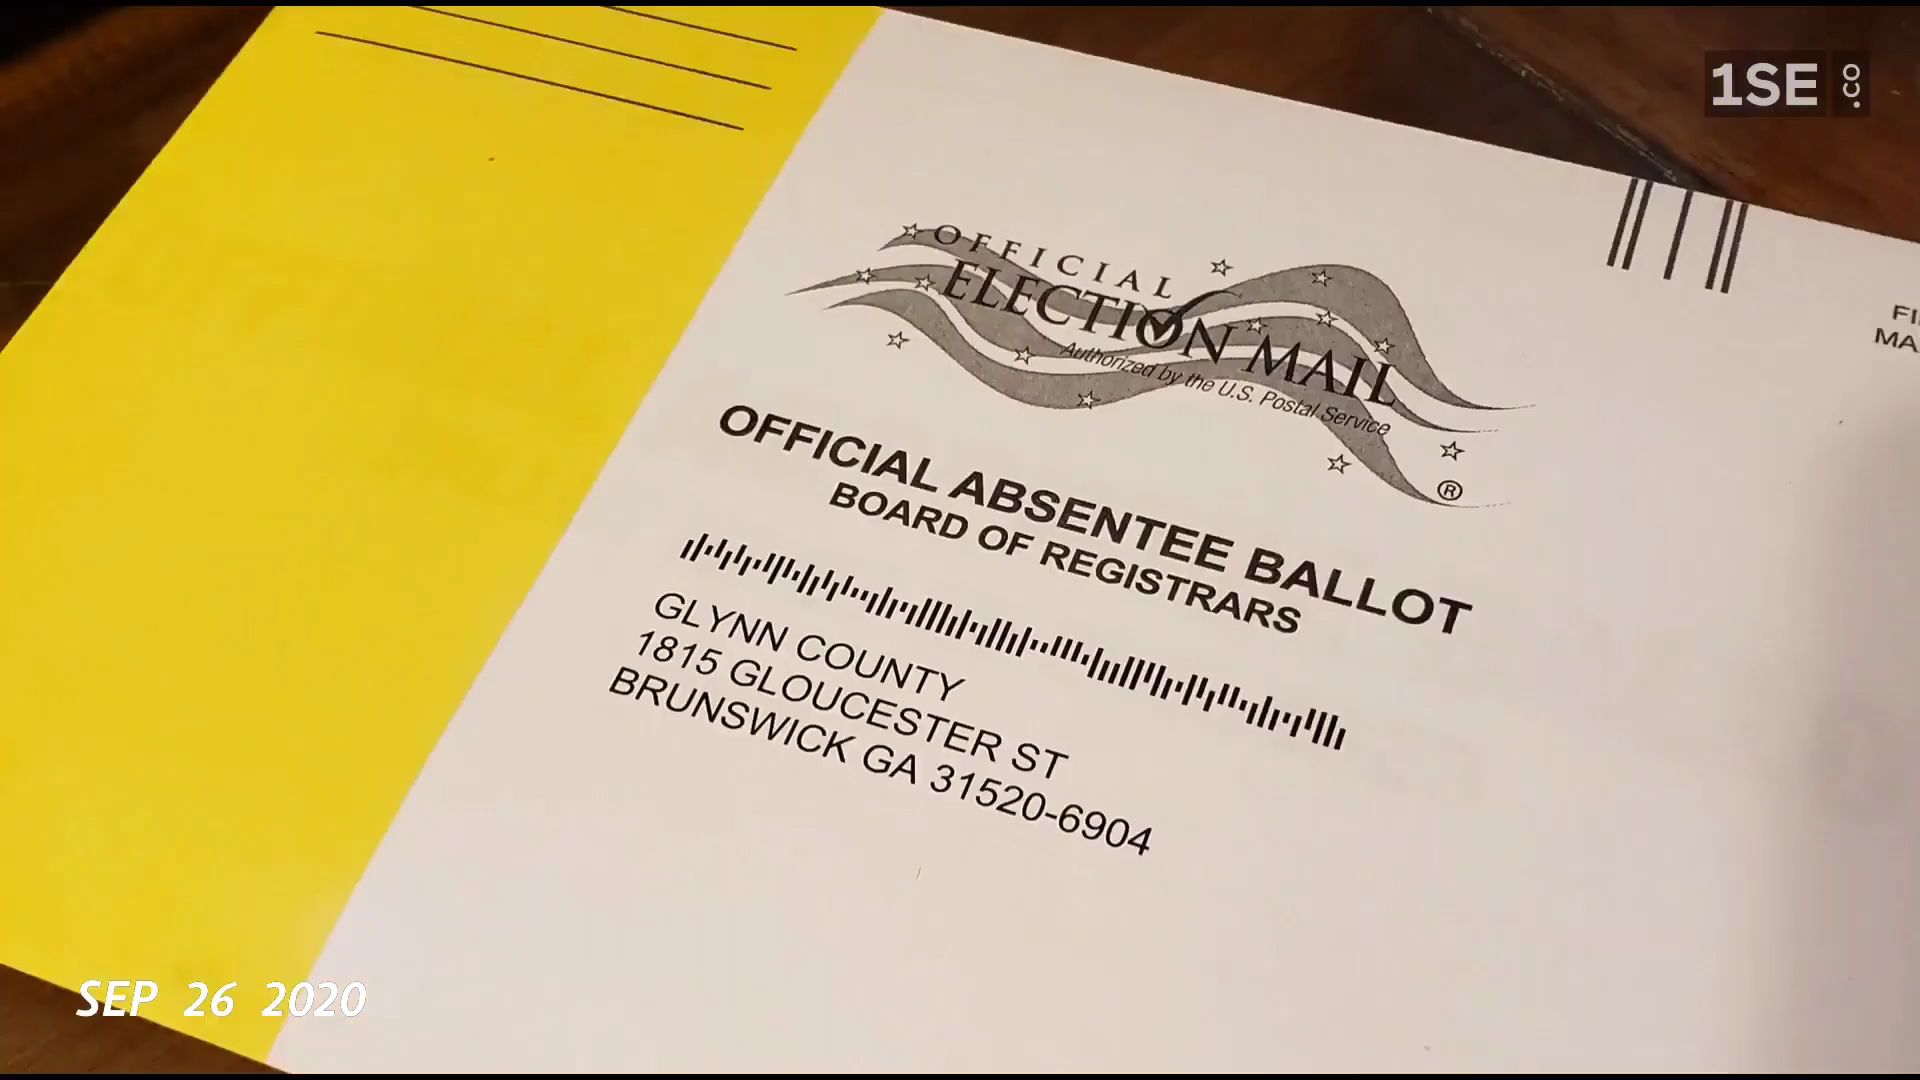 1SE.co
OFFICIAL
ELECTION MAIL
Authorized by the U.S. Postal Service
®
OFFICIAL ABSENTEE BALLOT
BOARD OF REGISTRARS
GLYNN COUNTY
1815 GLOUCESTER ST
BRUNSWICK GA 31520-6904
SEP 26 2020